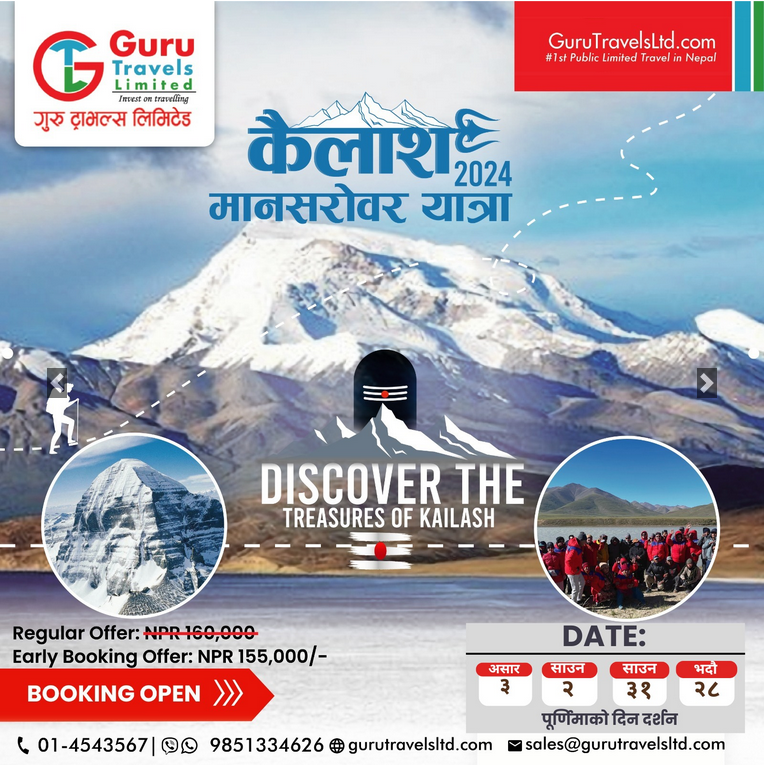 Guru
Travels
Limited
Invest on travelling
गुरु ट्राभल्स लिमिटेड
GuruTravelsLtd.com
#1st Public Limited Travel in Nepal
कैलाश
2024
मानसरोवर यात्रा
DISCOVER THE
TREASURES OF KAILASH
Regular Offer: NPR 160,000
Early Booking Offer: NPR 155,000/-
BOOKING OPEN
DATE:
असार साउन साउन भदौ
३ २ ३१ २८
पूर्णिमाको दिन दर्शन
01-4543567| 9851334626 gurutravelsltd.com sales@gurutravelsltd.com